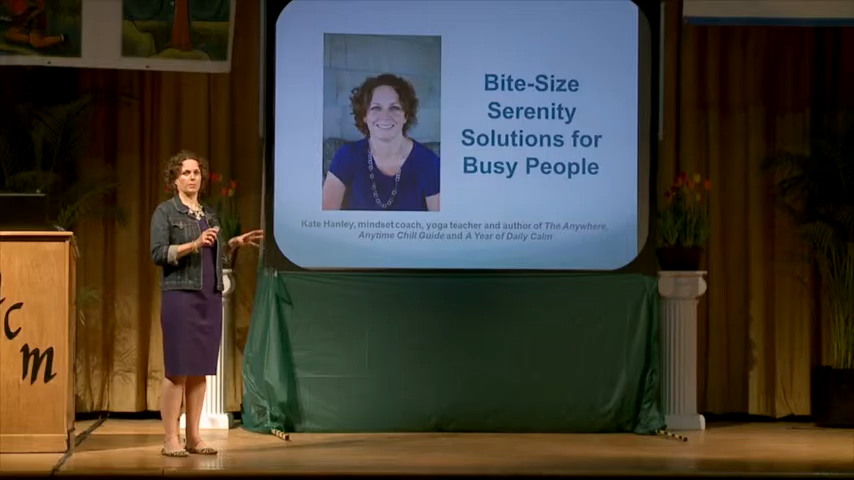 Bite-Size
Serenity
Solutions for
Busy People
Kate Hanley, mindset coach, yoga teacher and author of The Anywhere,
Anytime Chill Guide and A Year of Daily Calm
c
m